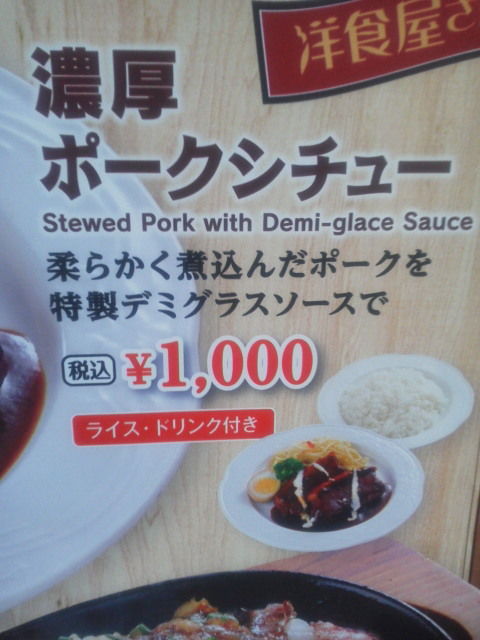 洋食屋さ
濃厚
ポークシチュー
Stewed Pork with Demi-glace Sauce
柔らかく煮込んだポークを
特製デミグラスソースで
税込 ¥1,000
ライス・ドリンク付き